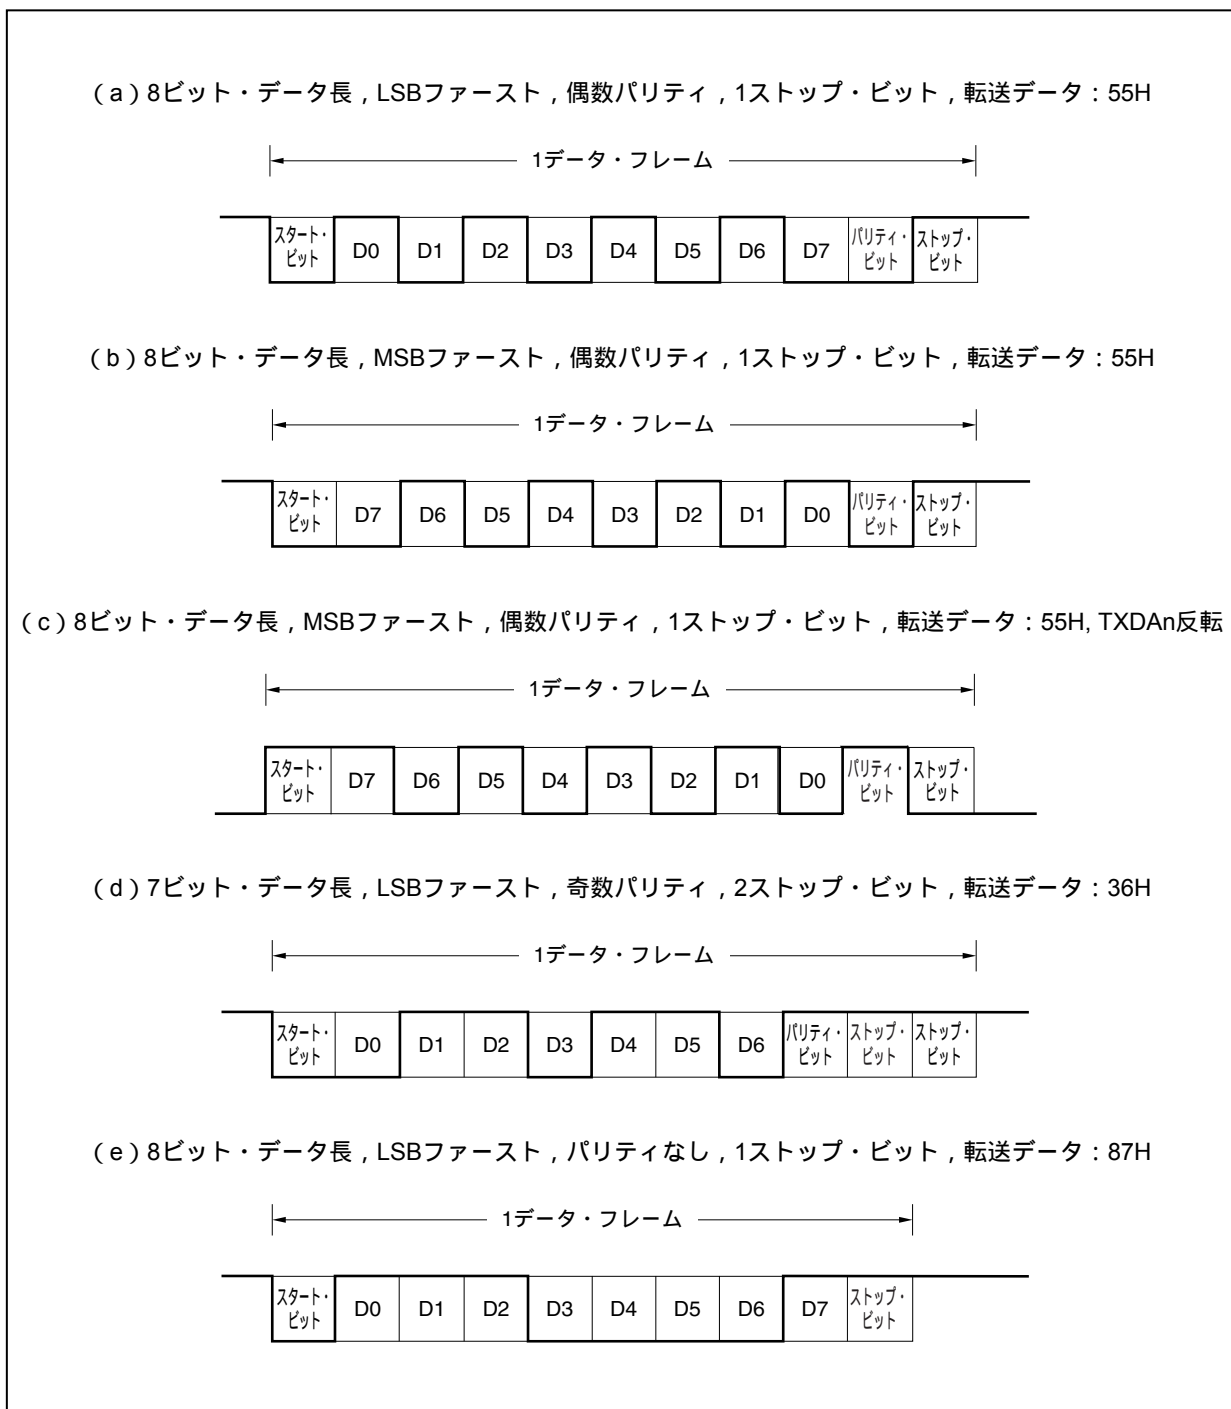 (a) 8ビット・データ長, LSBファースト, 偶数パリティ, 1ストップ・ビット, 転送データ：55H
1データ・フレーム
スタート・ビット D0 D1 D2 D3 D4 D5 D6 D7 パリティ・ビット ストップ・ビット
(b) 8ビット・データ長, MSBファースト, 偶数パリティ, 1ストップ・ビット, 転送データ：55H
1データ・フレーム
スタート・ビット D7 D6 D5 D4 D3 D2 D1 D0 パリティ・ビット ストップ・ビット
(c) 8ビット・データ長, MSBファースト, 偶数パリティ, 1ストップ・ビット, 転送データ：55H, TXDAn反転
1データ・フレーム
スタート・ビット D7 D6 D5 D4 D3 D2 D1 D0 パリティ・ビット ストップ・ビット
(d) 7ビット・データ長, LSBファースト, 奇数パリティ, 2ストップ・ビット, 転送データ：36H
1データ・フレーム
スタート・ビット D0 D1 D2 D3 D4 D5 D6 パリティ・ビット ストップ・ビット ストップ・ビット
(e) 8ビット・データ長, LSBファースト, パリティなし, 1ストップ・ビット, 転送データ：87H
1データ・フレーム
スタート・ビット D0 D1 D2 D3 D4 D5 D6 D7 ストップ・ビット